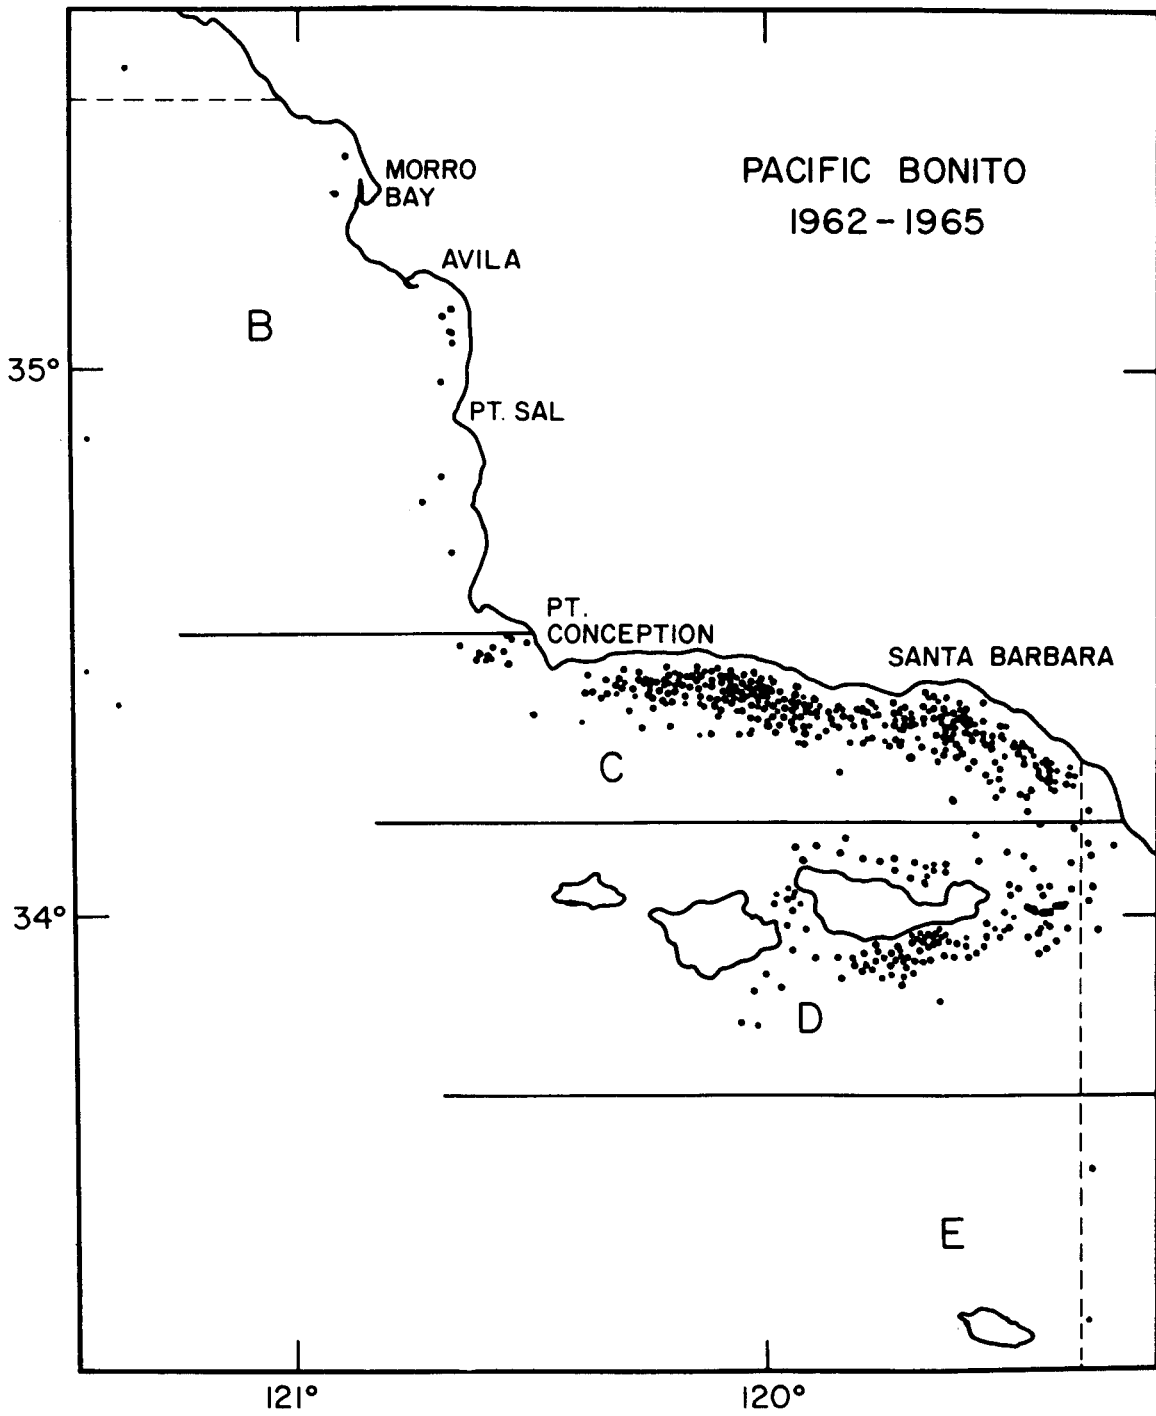 PACIFIC BONITO
1962-1965
MORRO
BAY
AVILA
B
35°
PT. SAL
PT.
CONCEPTION
SANTA BARBARA
C
34°
D
E
121°
120°